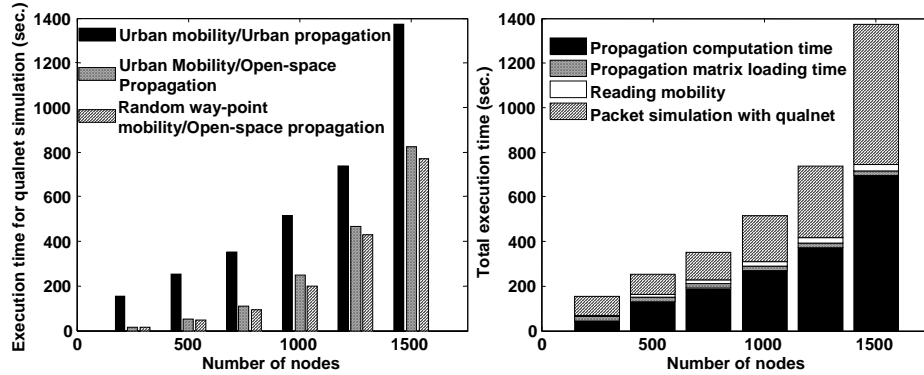 Execution time for qualnet simulation (sec.)
1400
1200
1000
800
600
400
200
0
Urban mobility/Urban propagation
Urban Mobility/Open-space
Propagation
Random way-point
mobility/Open-space propagation
0
500
1000
1500
Number of nodes
Total execution time (sec.)
1400
1200
1000
800
600
400
200
0
Propagation computation time
Propagation matrix loading time
Reading mobility
Packet simulation with qualnet
0
500
1000
1500
Number of nodes